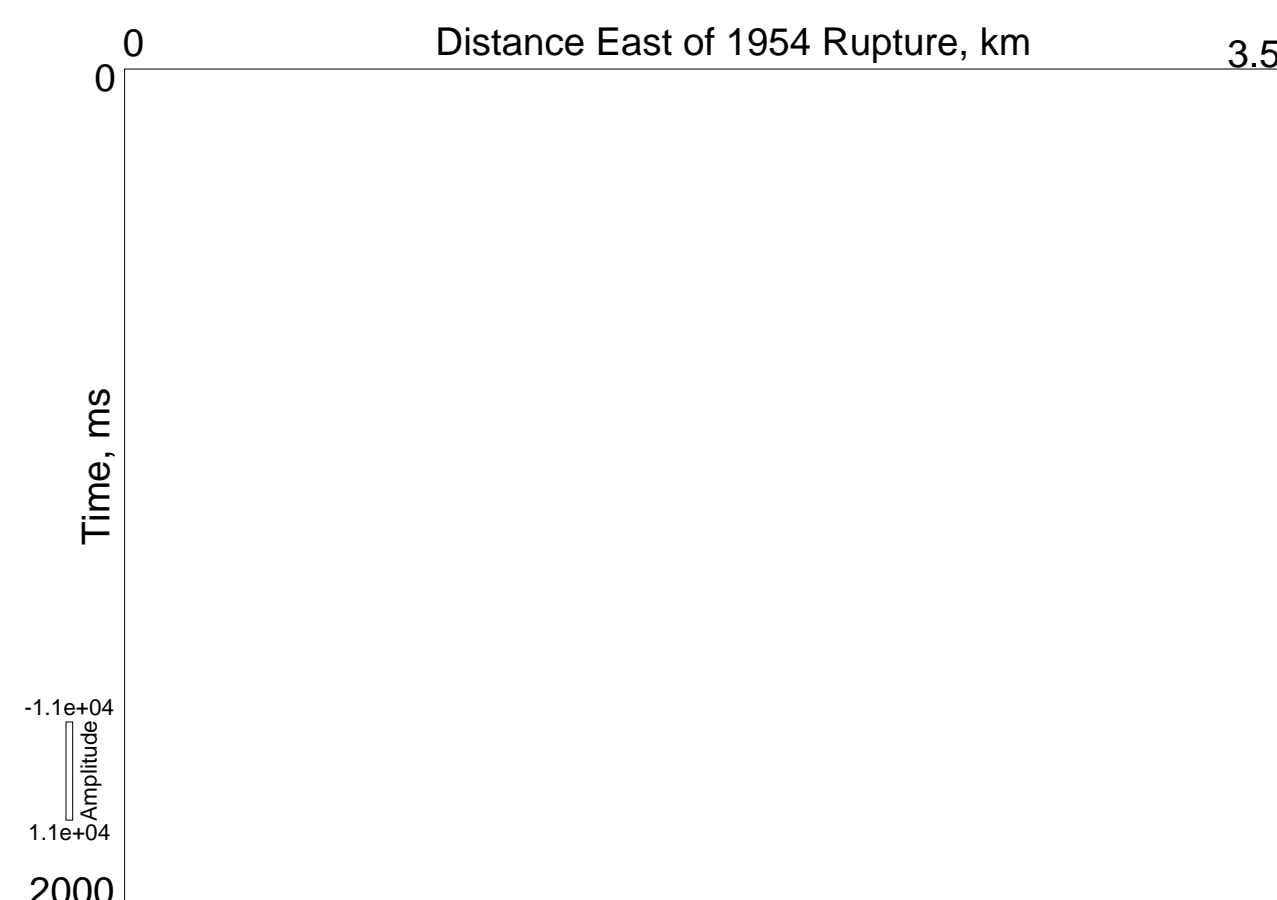 0
Distance East of 1954 Rupture, km
3.5
0
Time, ms
-1.1e+04
Amplitude
1.1e+04
2000